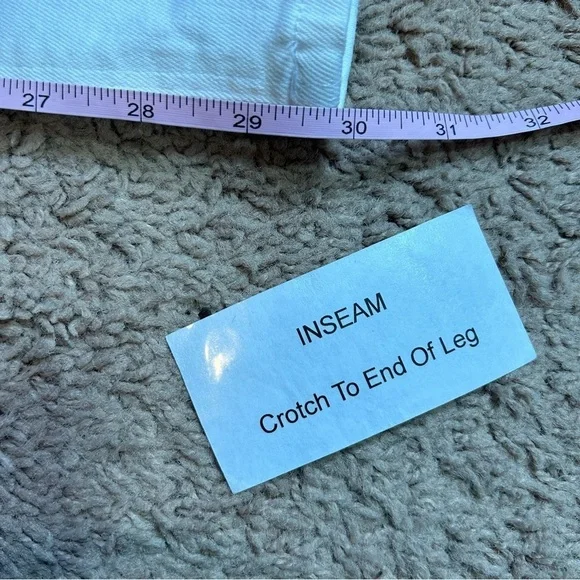 27 28 29 30 31 32
INSEAM
Crotch To End Of Leg